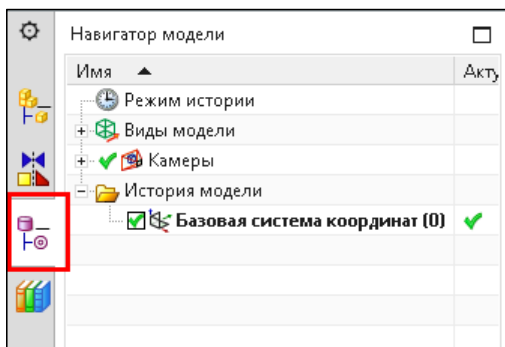 Навигатор модели
Имя Акту
Режим истории
Виды модели
Камеры
История модели
Базовая система координат (0)